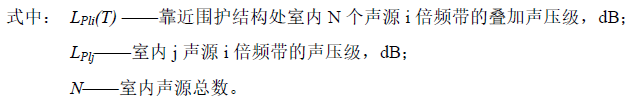 式中： LPli(T) ——靠近围护结构处室内 N 个声源 i 倍频带的叠加声压级，dB；
LPlj——室内 j 声源 i 倍频带的声压级，dB；
N——室内声源总数。